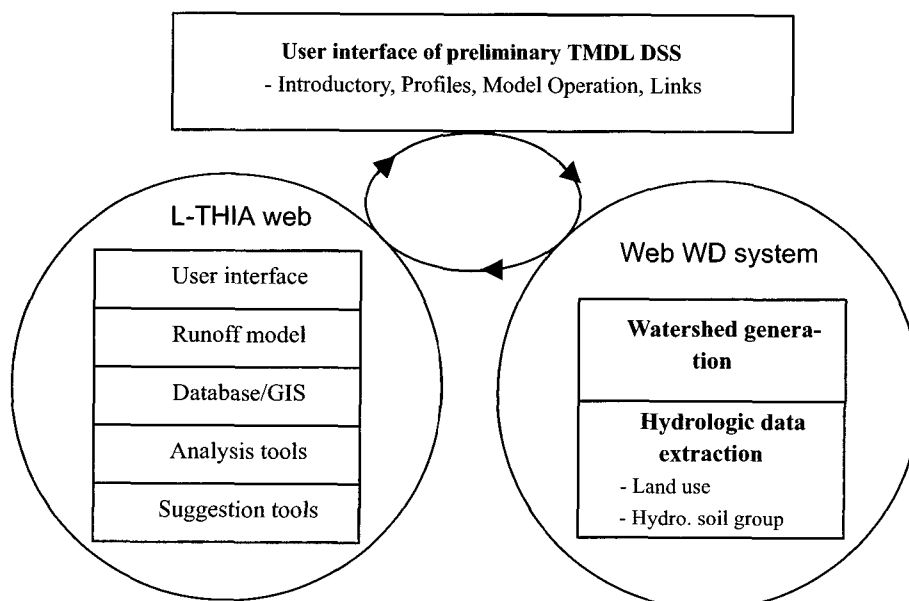 User interface of preliminary TMDL DSS
- Introductory, Profiles, Model Operation, Links
L-THIA web
User interface
Runoff model
Database/GIS
Analysis tools
Suggestion tools
Web WD system
Watershed genera-
tion
Hydrologic data
extraction
- Land use
- Hydro. soil group